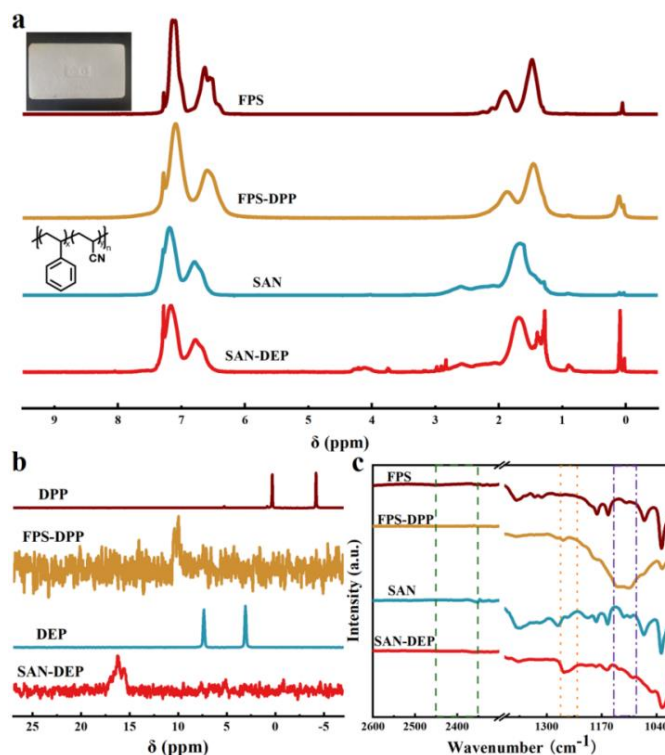 a
FPS
FPS-DPP
CN
n
SAN
SAN-DEP
9 8 7 6 5 4 3 2 1 0
δ (ppm)
b
DPP
FPS-DPP
DEP
SAN-DEP
25 20 15 10 5 0 -5
δ (ppm)
c
FPS
FPS-DPP
SAN
SAN-DEP
Intensity (a.u.)
2600 2400 1300 1170 1040
Wavenumber (cm⁻¹)